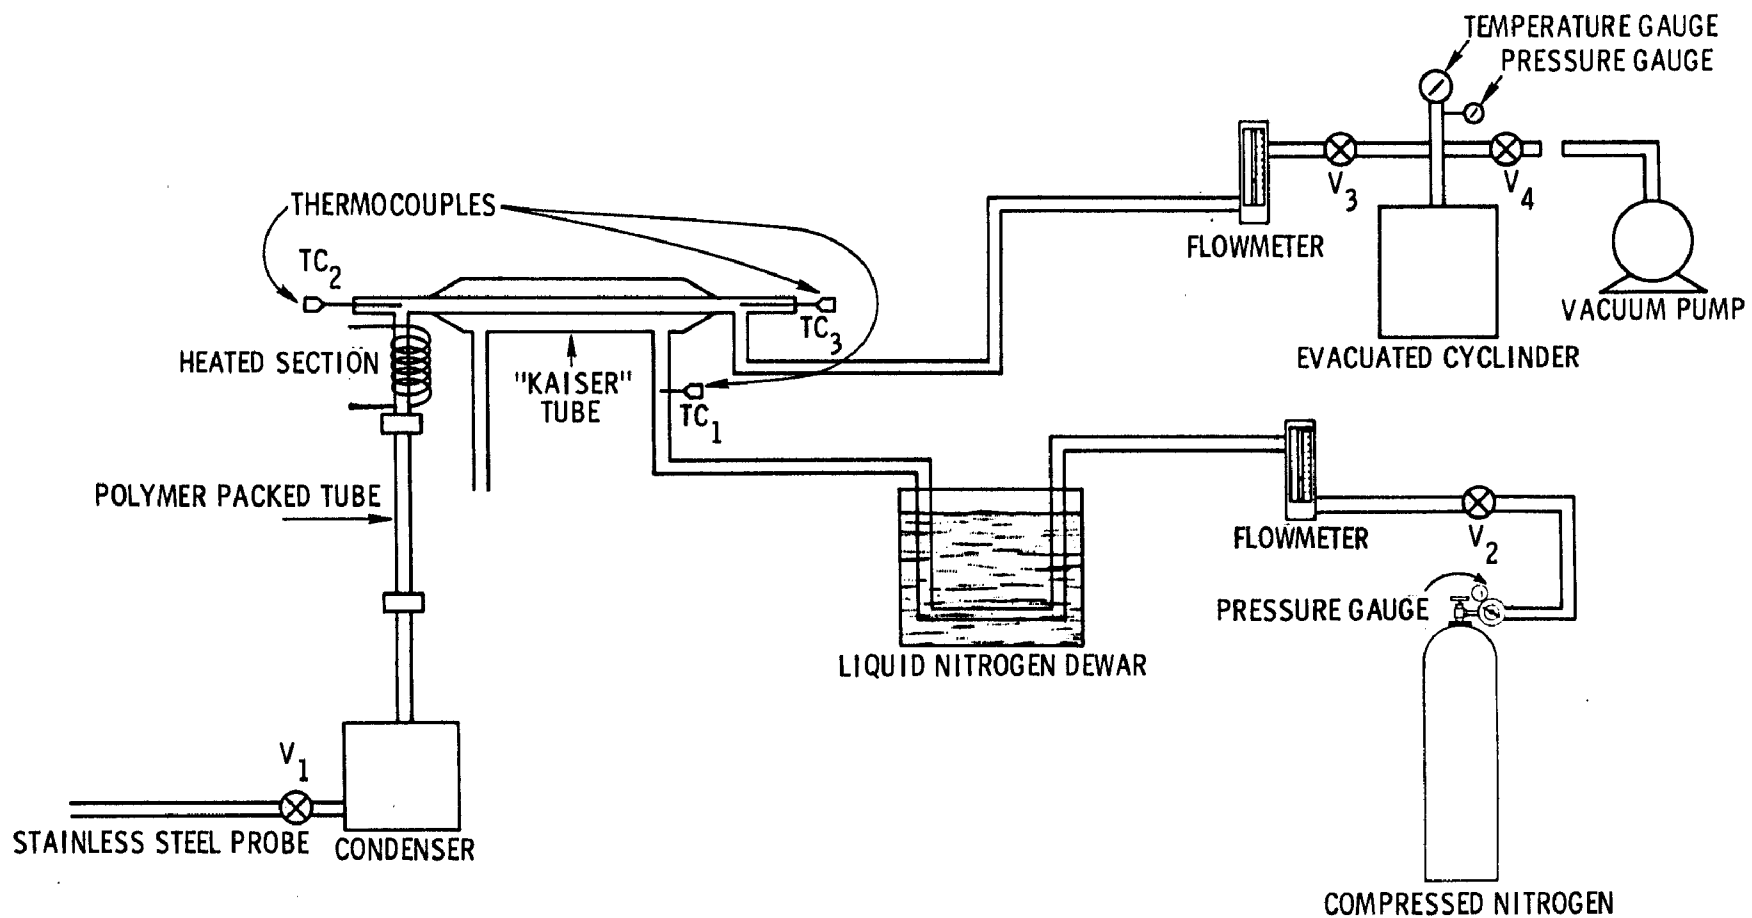 TEMPERATURE GAUGE
PRESSURE GAUGE
V3
V4
FLOWMETER
VACUUM PUMP
EVACUATED CYCLINDER
THERMOCOUPLES
TC2
TC3
HEATED SECTION
"KAISER"
TUBE
TC1
POLYMER PACKED TUBE
FLOWMETER
V2
PRESSURE GAUGE
LIQUID NITROGEN DEWAR
V1
STAINLESS STEEL PROBE
CONDENSER
COMPRESSED NITROGEN